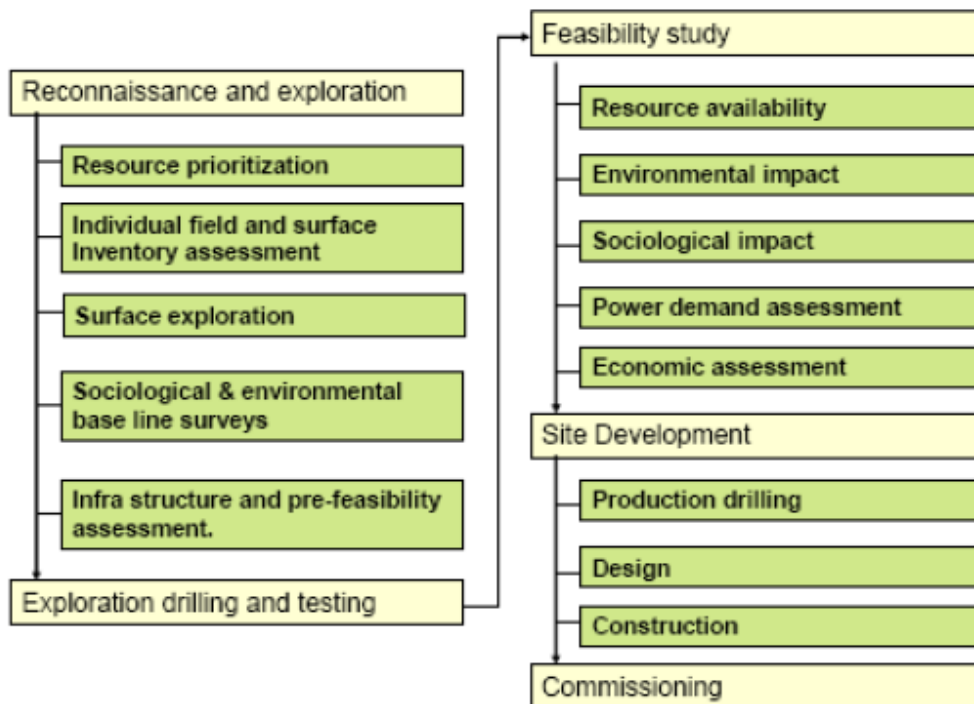 Reconnaissance and exploration
Resource prioritization
Individual field and surface
Inventory assessment
Surface exploration
Sociological & environmental
base line surveys
Infra structure and pre-feasibility
assessment.
Exploration drilling and testing
Feasibility study
Resource availability
Environmental impact
Sociological impact
Power demand assessment
Economic assessment
Site Development
Production drilling
Design
Construction
Commissioning